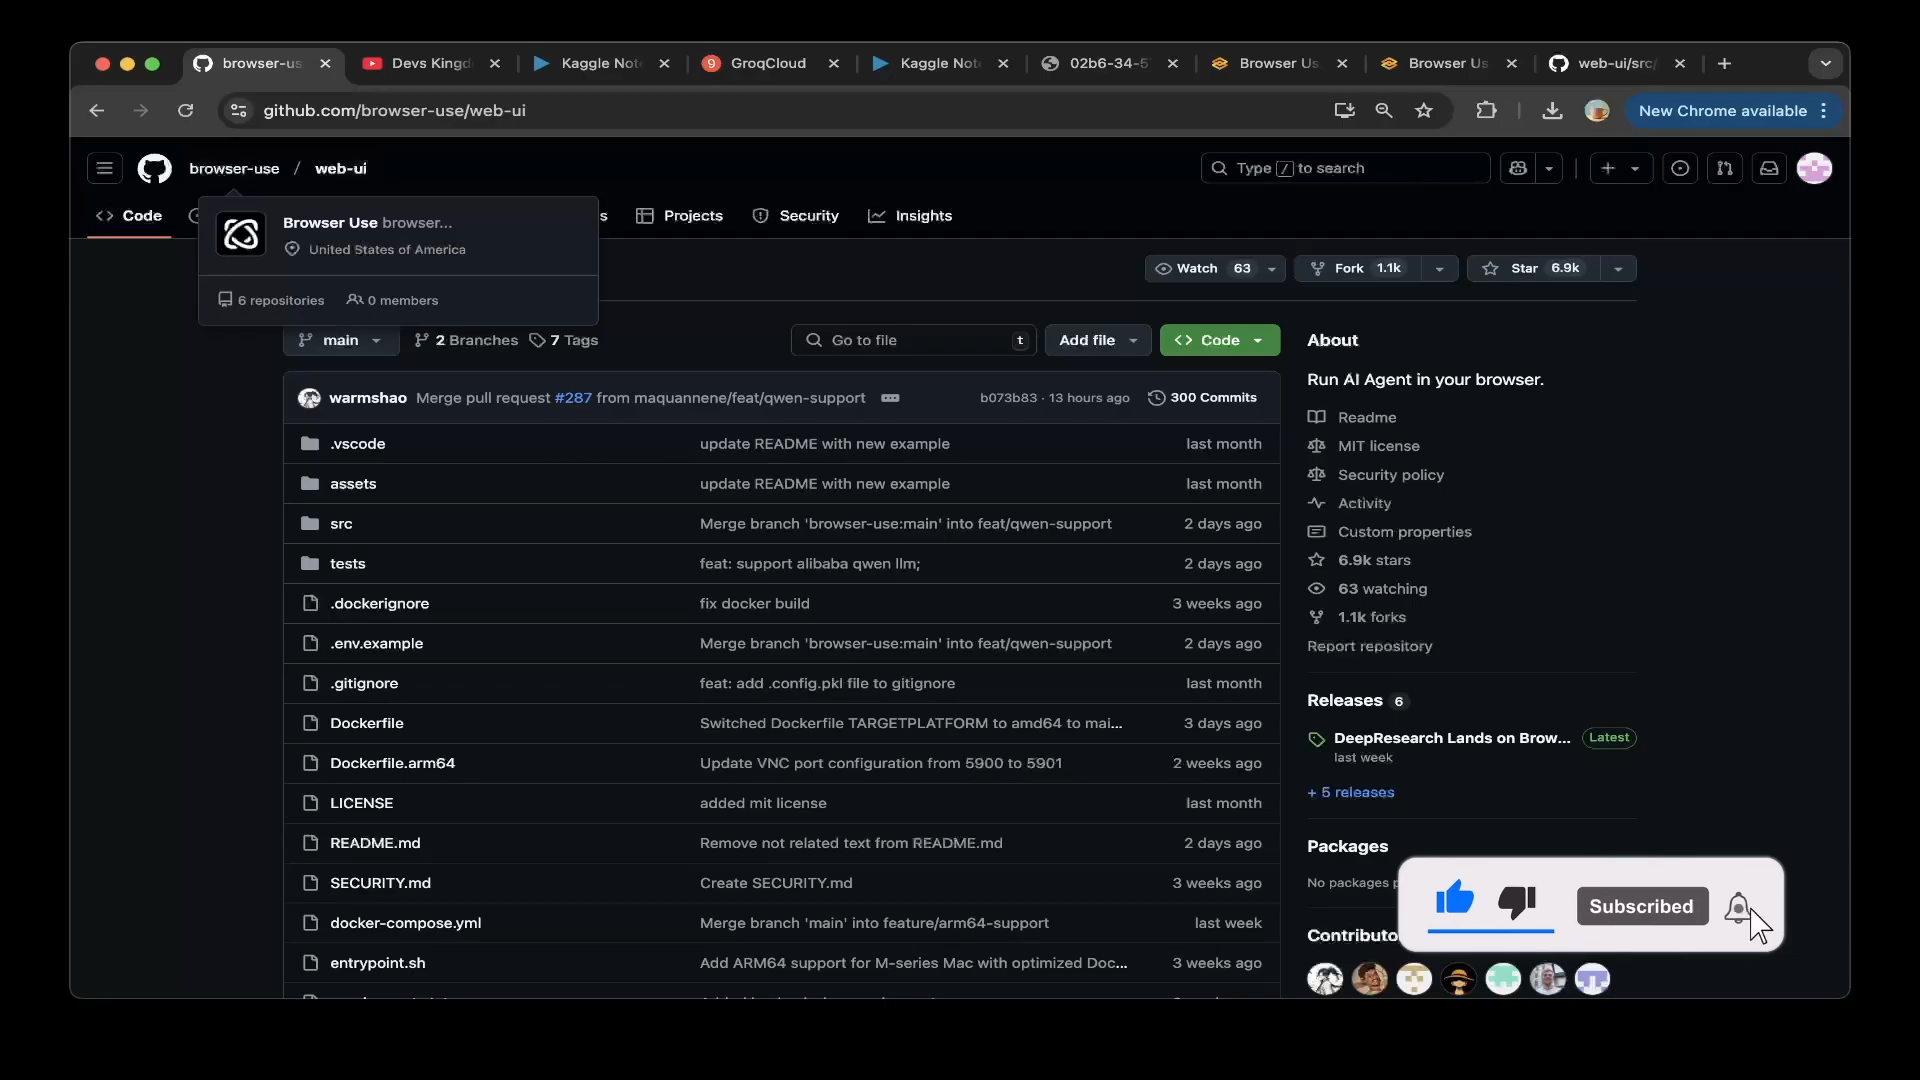 browser-us
Devs Kingd
Kaggle Not
GroqCloud
Kaggle Not
02b6-34-5
Browser Us
Browser Us
web-ui/src/
github.com/browser-use/web-ui
New Chrome available
browser-use / web-ui
Type / to search
Code
s
Projects
Security
Insights
Browser Use browser...
United States of America
6 repositories 0 members
Watch 63
Fork 1.1k
Star 6.9k
main
2 Branches
7 Tags
Go to file t
Add file
Code
warmshao Merge pull request #287 from maquannene/feat/qwen-support b073b83 · 13 hours ago 300 Commits
.vscode update README with new example last month
assets update README with new example last month
src Merge branch 'browser-use:main' into feat/qwen-support 2 days ago
tests feat: support alibaba qwen llm; 2 days ago
.dockerignore fix docker build 3 weeks ago
.env.example Merge branch 'browser-use:main' into feat/qwen-support 2 days ago
.gitignore feat: add .config.pkl file to gitignore last month
Dockerfile Switched Dockerfile TARGETPLATFORM to amd64 to mai... 3 days ago
Dockerfile.arm64 Update VNC port configuration from 5900 to 5901 2 weeks ago
LICENSE added mit license last month
README.md Remove not related text from README.md 2 days ago
SECURITY.md Create SECURITY.md 3 weeks ago
docker-compose.yml Merge branch 'main' into feature/arm64-support last week
entrypoint.sh Add ARM64 support for M-series Mac with optimized Doc... 3 weeks ago
About
Run AI Agent in your browser.
Readme
MIT license
Security policy
Activity
Custom properties
6.9k stars
63 watching
1.1k forks
Report repository
Releases 6
DeepResearch Lands on Brow... Latest
last week
+ 5 releases
Packages
No packages p
Contributo
Subscribed